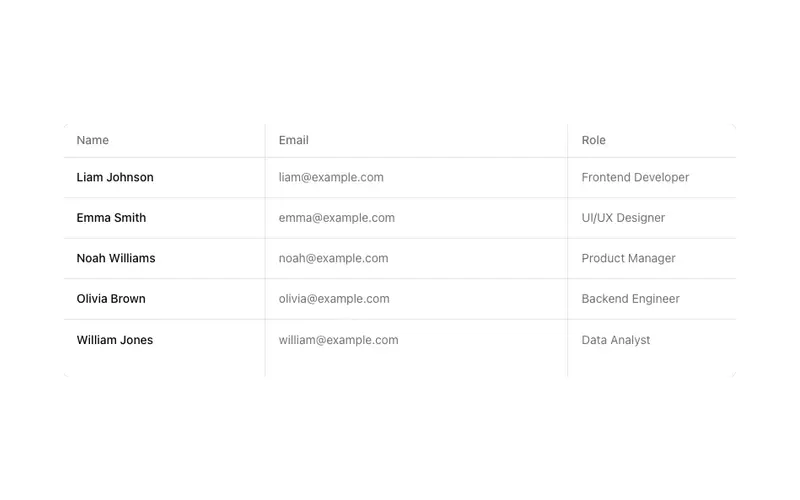 Name Email Role
Liam Johnson liam@example.com Frontend Developer
Emma Smith emma@example.com UI/UX Designer
Noah Williams noah@example.com Product Manager
Olivia Brown olivia@example.com Backend Engineer
William Jones william@example.com Data Analyst